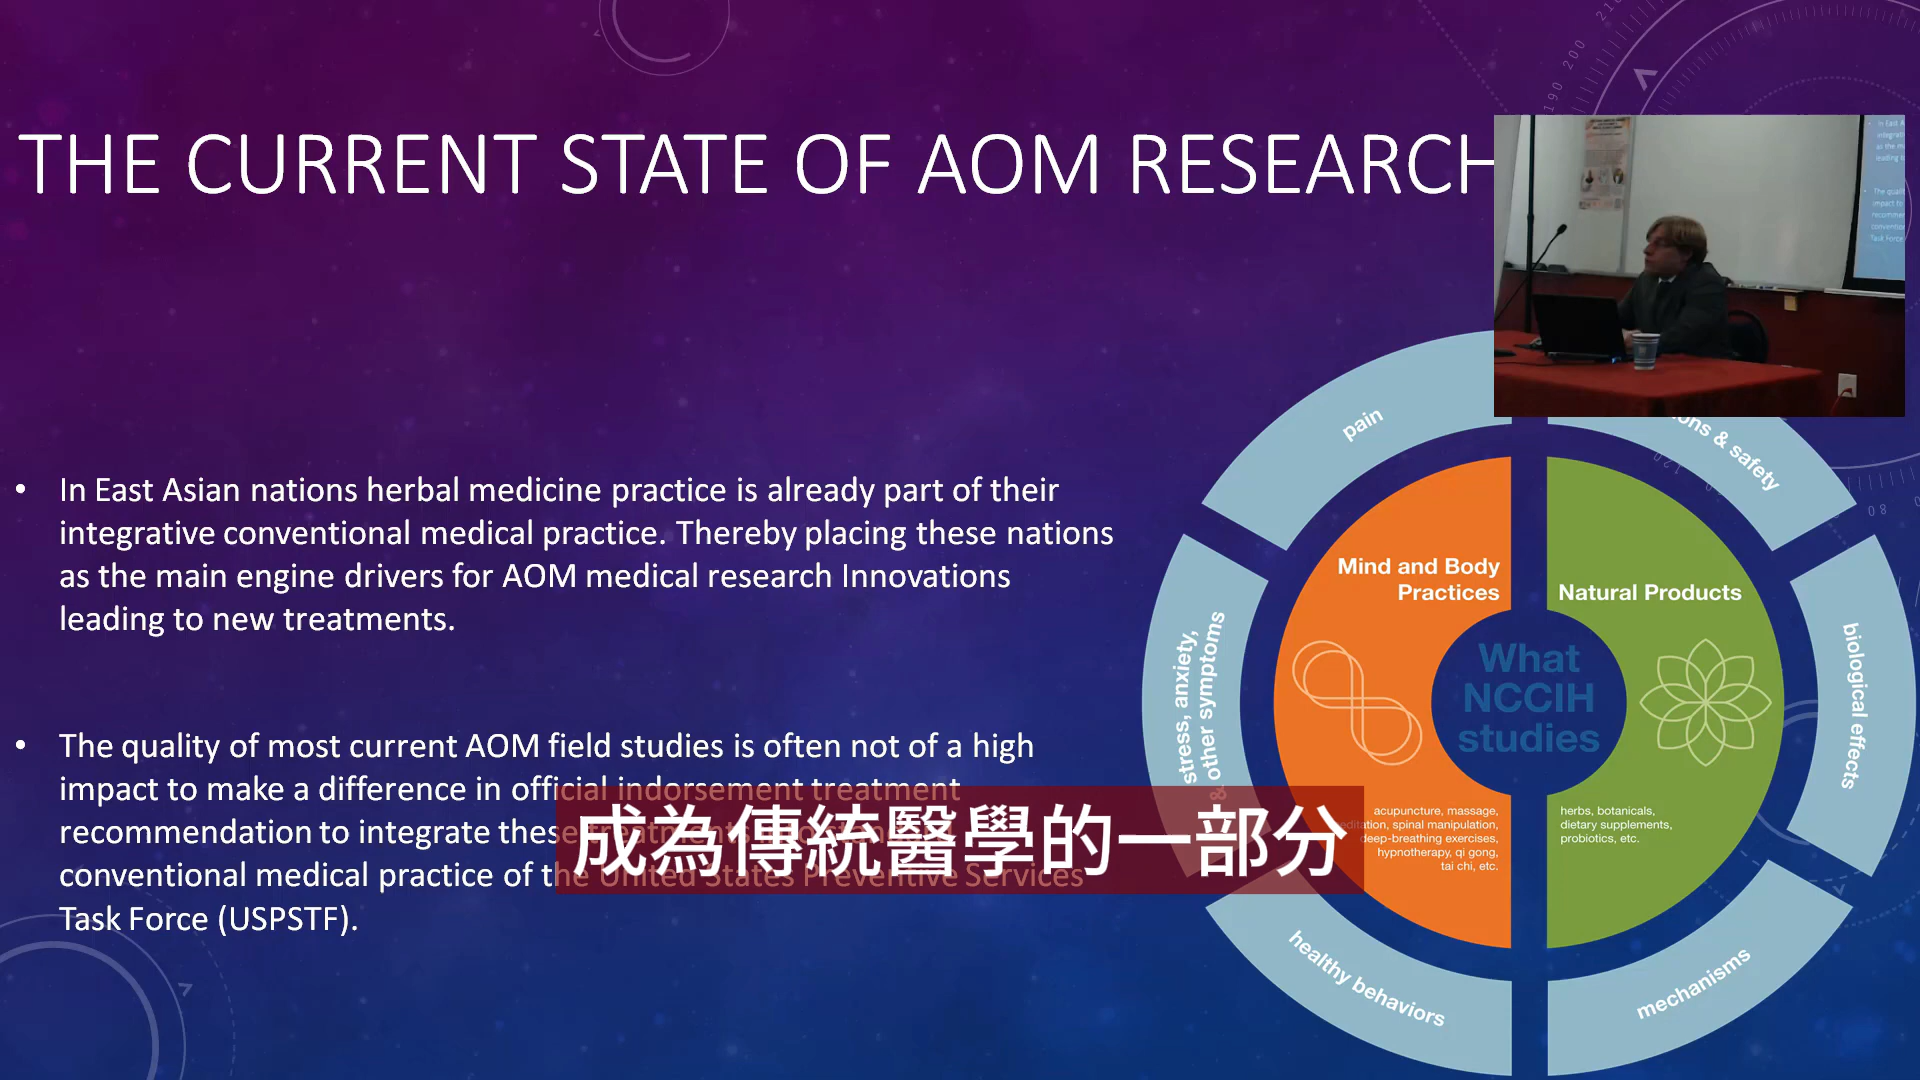 THE CURRENT STATE OF AOM RESEARCH
• In East Asian nations herbal medicine practice is already part of their
integrative conventional medical practice. Thereby placing these nations
as the main engine drivers for AOM medical research Innovations
leading to new treatments.
• The quality of most current AOM field studies is often not of a high
impact to make a difference in official indorsement treatment
recommendation to integrate these treatments
conventional medical practice of the United States Preventive Services
Task Force (USPSTF).
成為傳統醫學的一部分
pain
& safety
stress, anxiety,
& other symptoms
biological effects
healthy behaviors
mechanisms
Mind and Body
Practices
Natural Products
What
NCCIH
studies
acupuncture, massage,
spinal manipulation,
deep-breathing exercises,
hypnotherapy, qi gong,
tai chi, etc.
herbs, botanicals,
dietary supplements,
probiotics, etc.
210
200
190
120
80